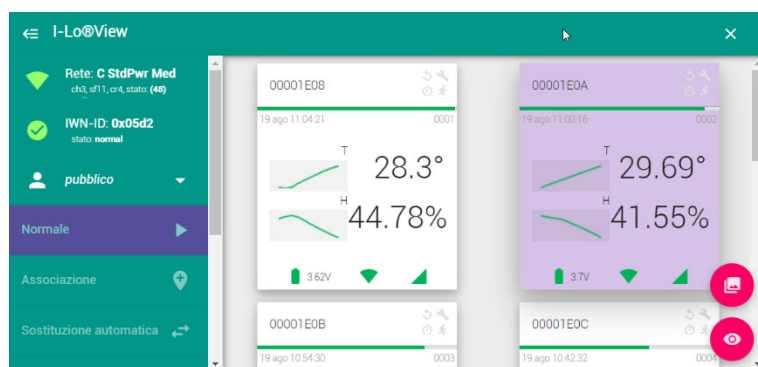 I-Lo®View
Rete: C StdPwr Med
ch3, sf11, cr4, stato: (48)
IWN-ID: 0x05d2
stato: normal
pubblico
Normale
Associazione
Sostituzione automatica
00001E08
19 ago 11:04:21 0001
T
28.3°
H
44.78%
3.62V
00001E0A
19 ago 11:00:16 0002
T
29.69°
H
41.55%
3.7V
00001E0B
19 ago 10:54:30 0003
00001E0C
19 ago 10:42:32 0004